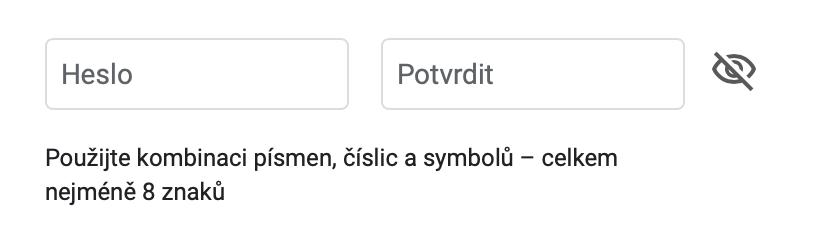 Heslo
Potvrdit
Použijte kombinaci písmen, číslic a symbolů – celkem
nejméně 8 znaků